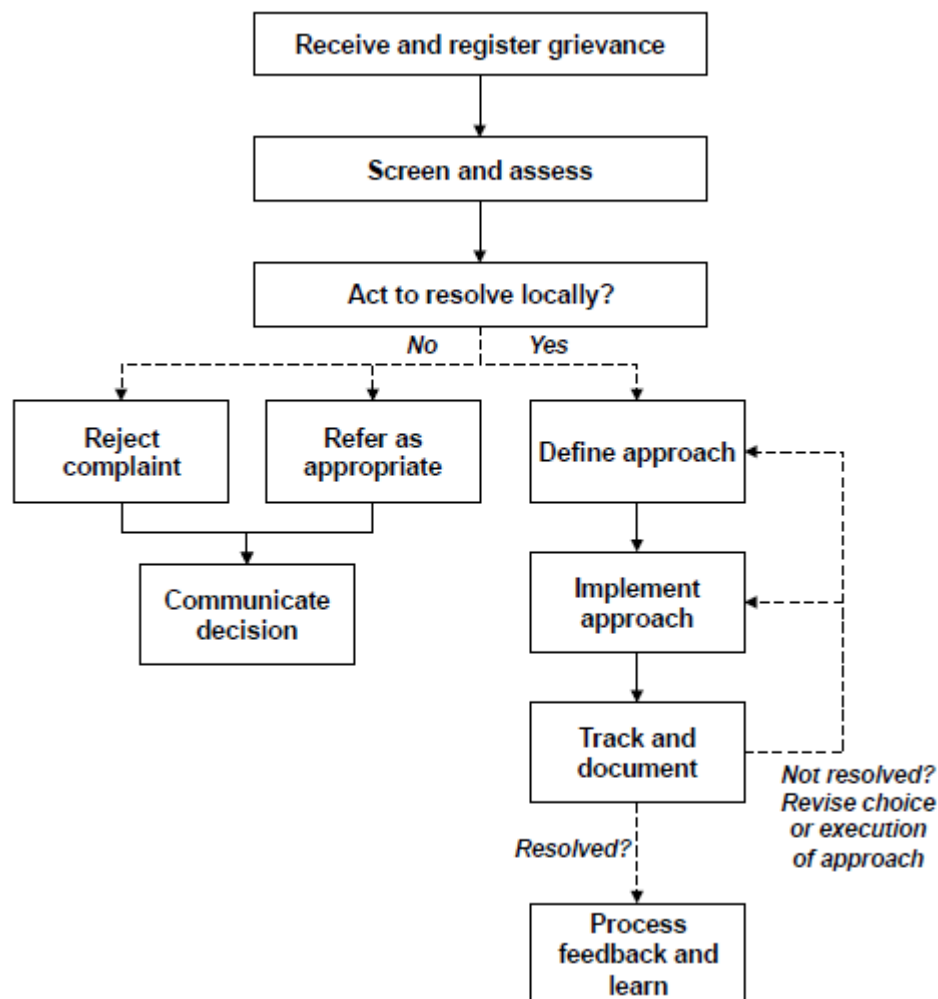 Receive and register grievance
Screen and assess
Act to resolve locally?
No
Yes
Reject
complaint
Refer as
appropriate
Define approach
Communicate
decision
Implement
approach
Track and
document
Not resolved?
Revise choice
or execution
of approach
Resolved?
Process
feedback and
learn